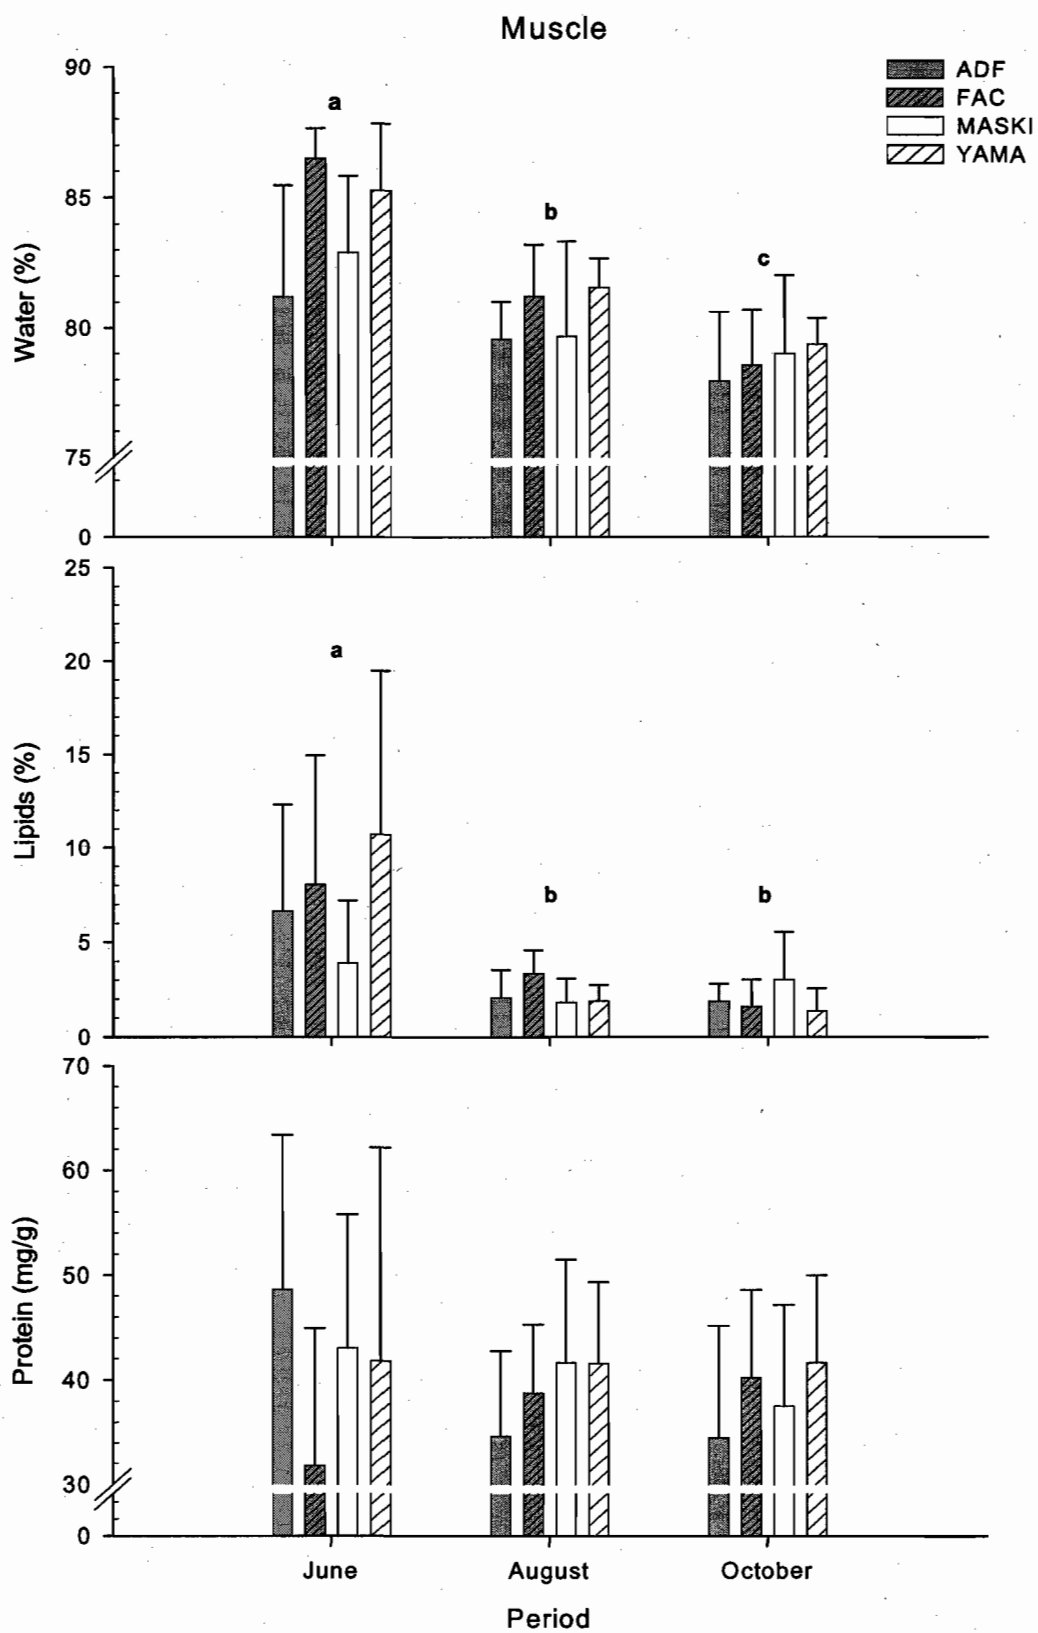 Muscle
ADF
FAC
MASKI
YAMA
90
85
80
75
0
Water (%)
a
b
c
25
20
15
10
5
0
Lipids (%)
a
b
b
70
60
50
40
30
0
Protein (mg/g)
June
August
October
Period